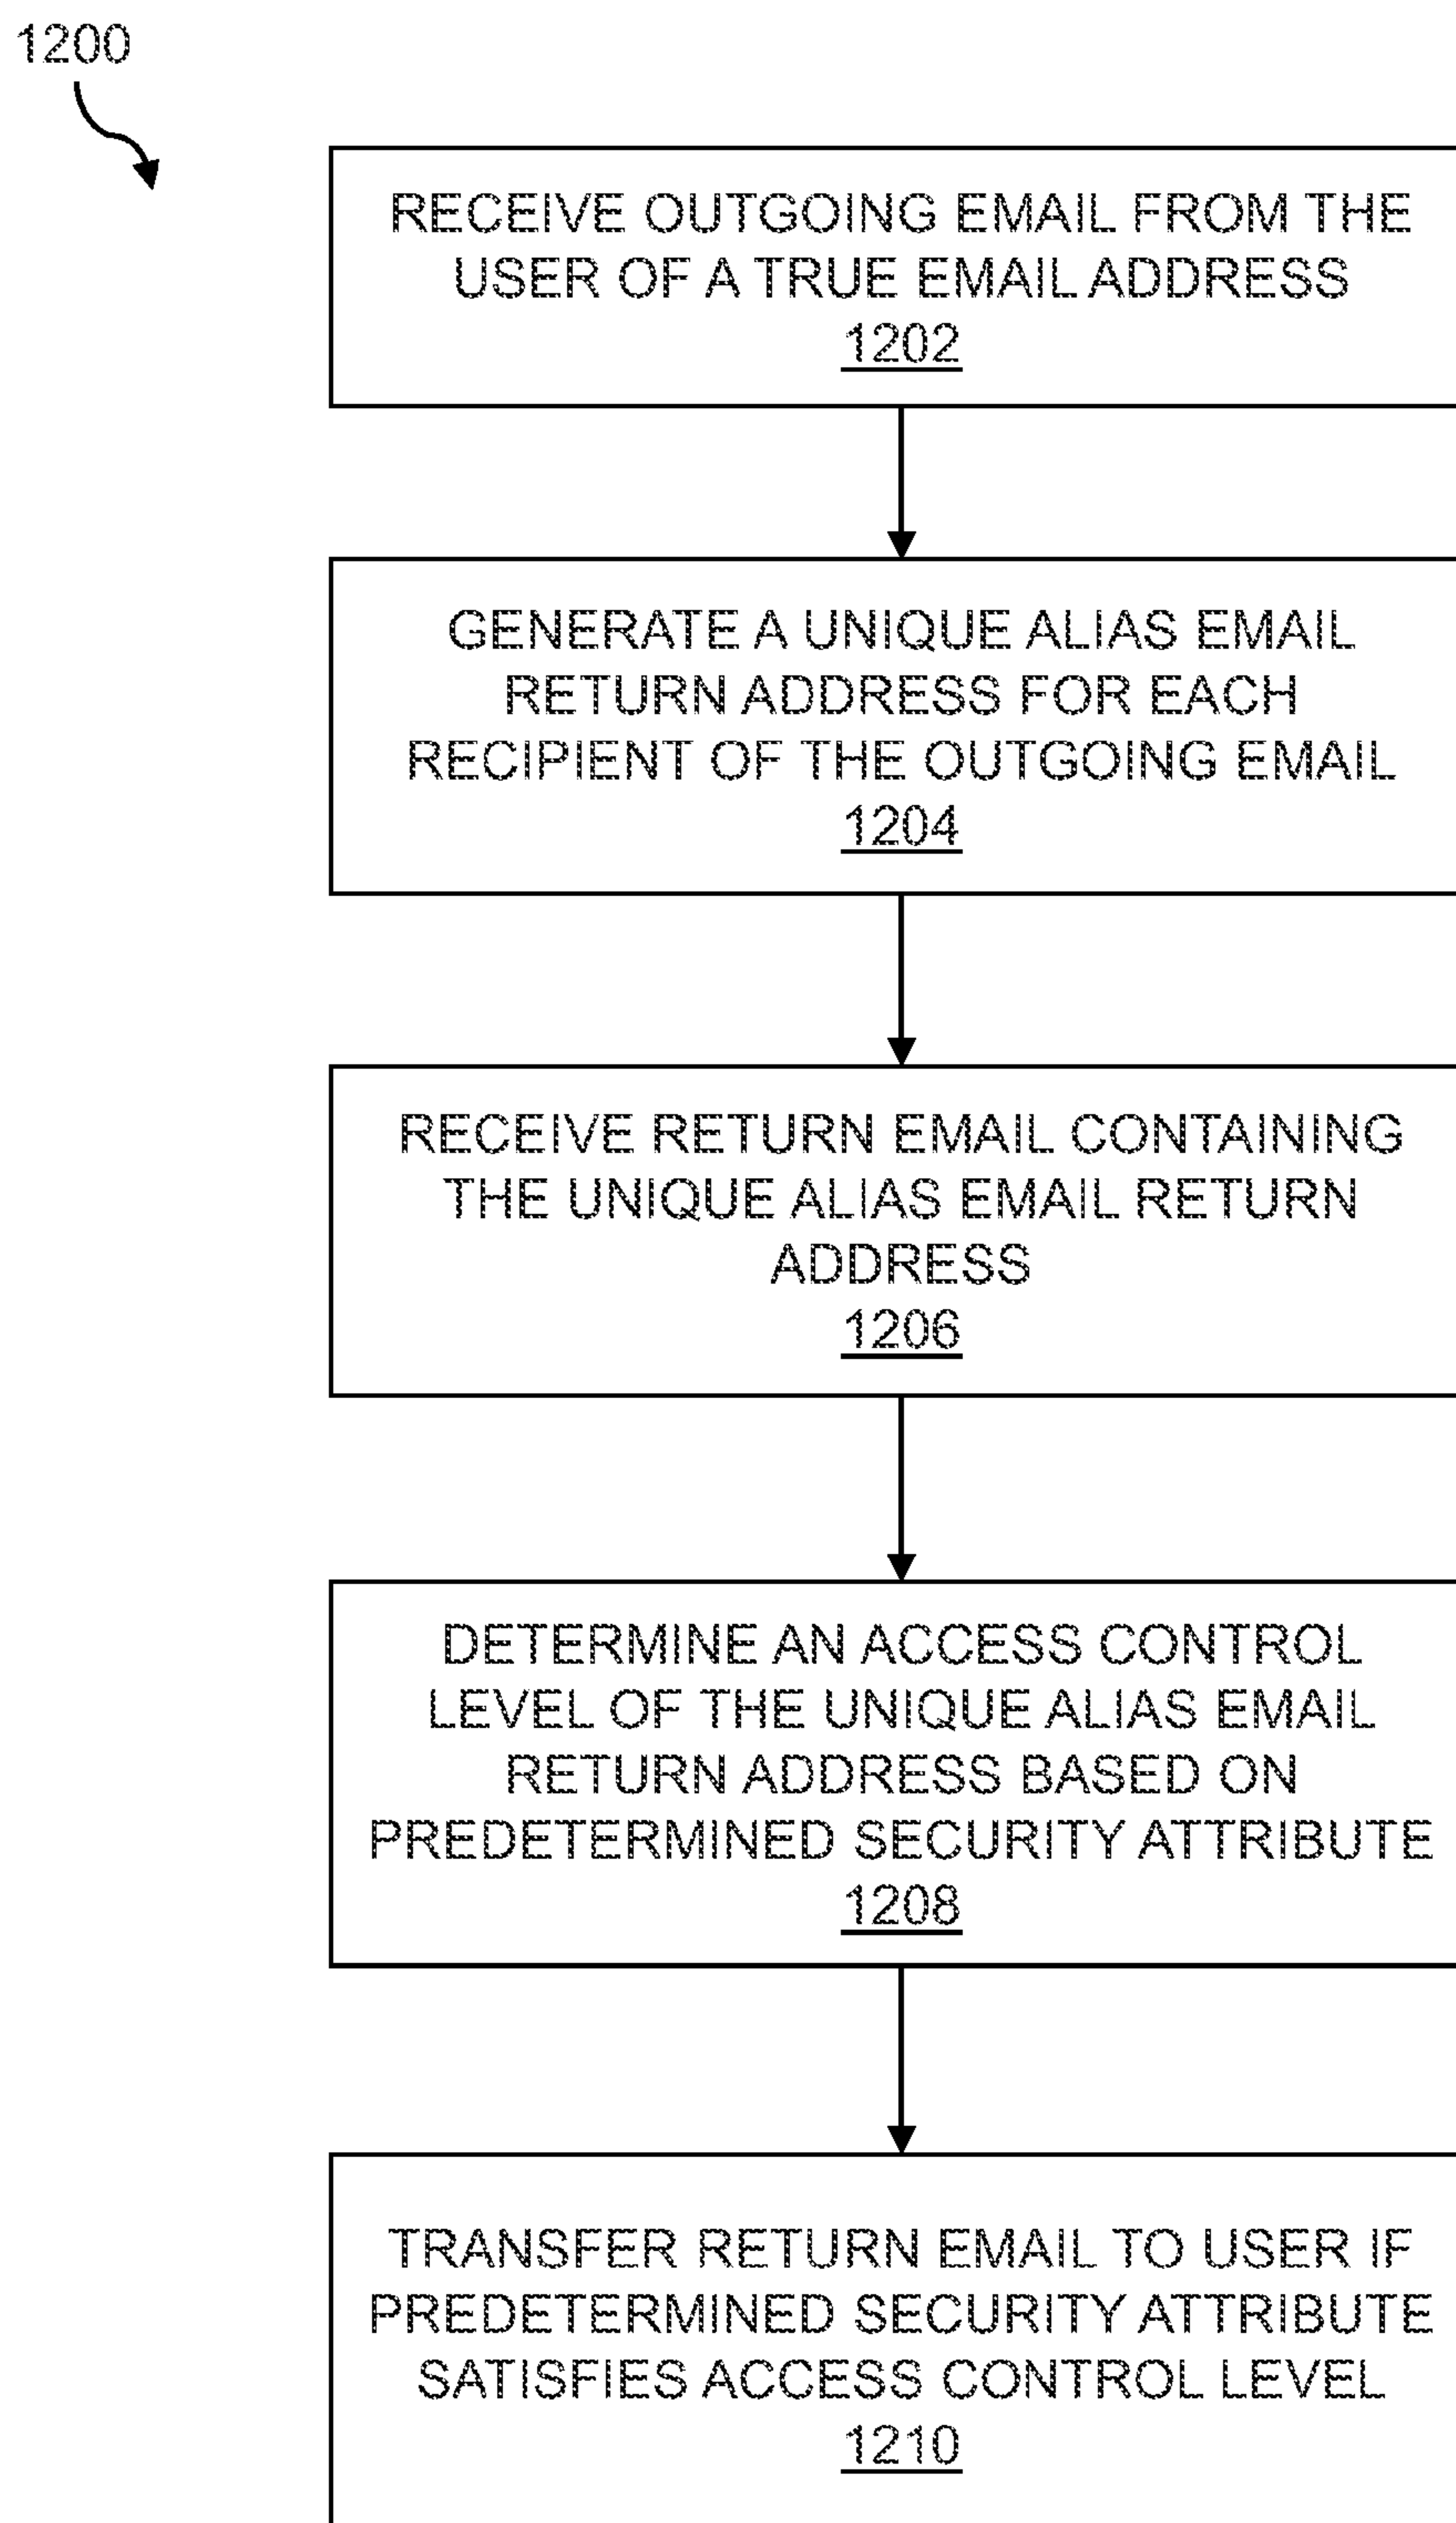 1200
RECEIVE OUTGOING EMAIL FROM THE
USER OF A TRUE EMAIL ADDRESS
1202
GENERATE A UNIQUE ALIAS EMAIL
RETURN ADDRESS FOR EACH
RECIPIENT OF THE OUTGOING EMAIL
1204
RECEIVE RETURN EMAIL CONTAINING
THE UNIQUE ALIAS EMAIL RETURN
ADDRESS
1206
DETERMINE AN ACCESS CONTROL
LEVEL OF THE UNIQUE ALIAS EMAIL
RETURN ADDRESS BASED ON
PREDETERMINED SECURITY ATTRIBUTE
1208
TRANSFER RETURN EMAIL TO USER IF
PREDETERMINED SECURITY ATTRIBUTE
SATISFIES ACCESS CONTROL LEVEL
1210